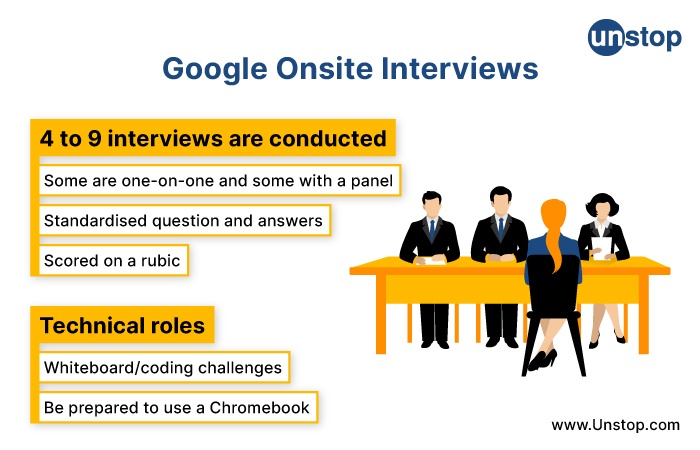 unstop
Google Onsite Interviews
4 to 9 interviews are conducted
Some are one-on-one and some with a panel
Standardised question and answers
Scored on a rubic
Technical roles
Whiteboard/coding challenges
Be prepared to use a Chromebook
www.Unstop.com